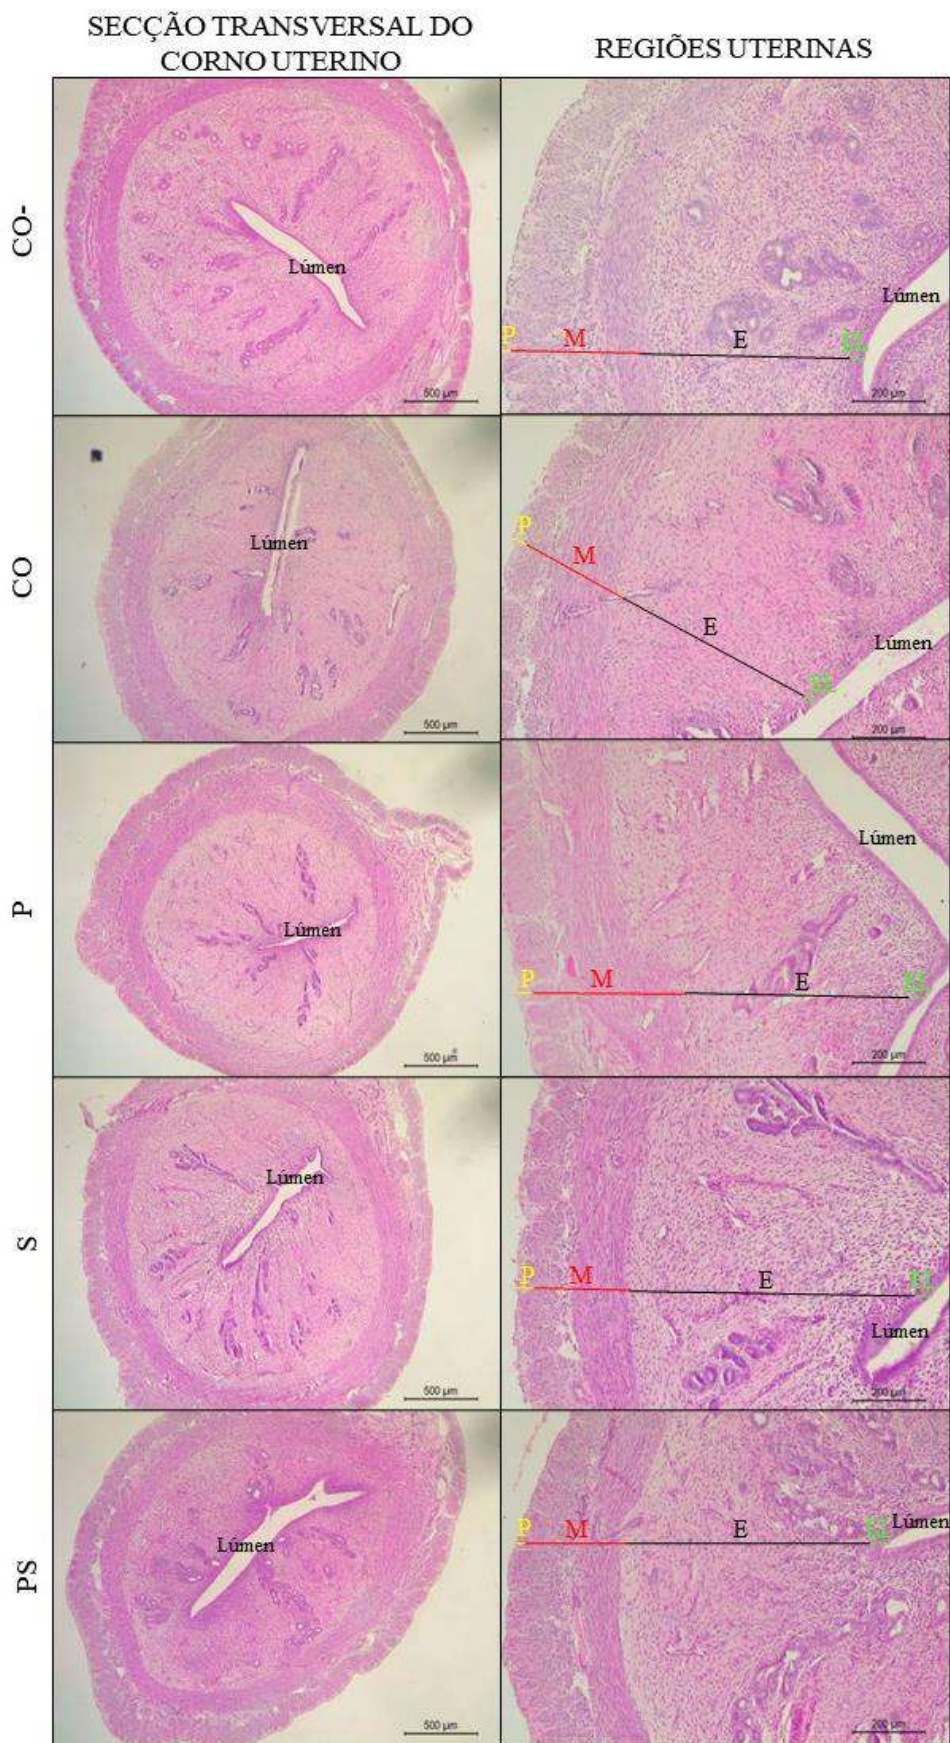 SECÇÃO TRANSVERSAL DO
CORNO UTERINO
REGIÕES UTERINAS
CO-
Lúmen
500 µm
P M E EL
Lúmen
200 µm
CO
Lúmen
500 µm
P
M
E
EL
Lúmen
200 µm
P
Lúmen
500 µm
Lúmen
P M E EL
200 µm
S
Lúmen
500 µm
P M E EL
Lúmen
200 µm
PS
Lúmen
500 µm
P M E EL Lúmen
200 µm